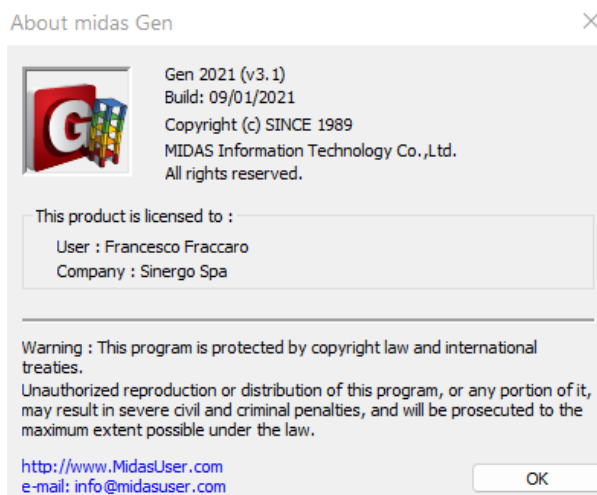 About midas Gen
Gen 2021 (v3.1)
Build: 09/01/2021
Copyright (c) SINCE 1989
MIDAS Information Technology Co.,Ltd.
All rights reserved.
G
This product is licensed to :
User : Francesco Fraccaro
Company : Sinergo Spa
Warning : This program is protected by copyright law and international
treaties.
Unauthorized reproduction or distribution of this program, or any portion of it,
may result in severe civil and criminal penalties, and will be prosecuted to the
maximum extent possible under the law.
http://www.MidasUser.com
e-mail: info@midasuser.com
OK